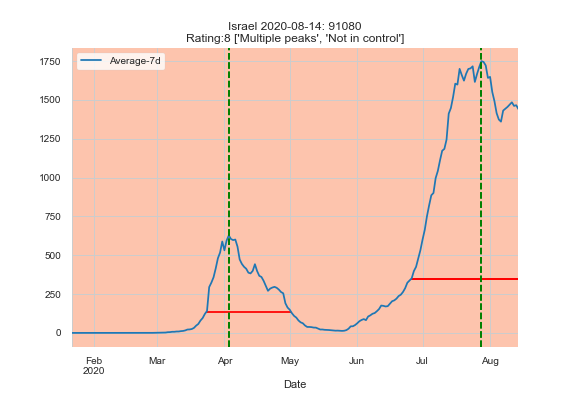 Israel 2020-08-14: 91080
Rating:8 ['Multiple peaks', 'Not in control']
Average-7d
1750
1500
1250
1000
750
500
250
0
Feb Mar Apr May Jun Jul Aug
2020
Date